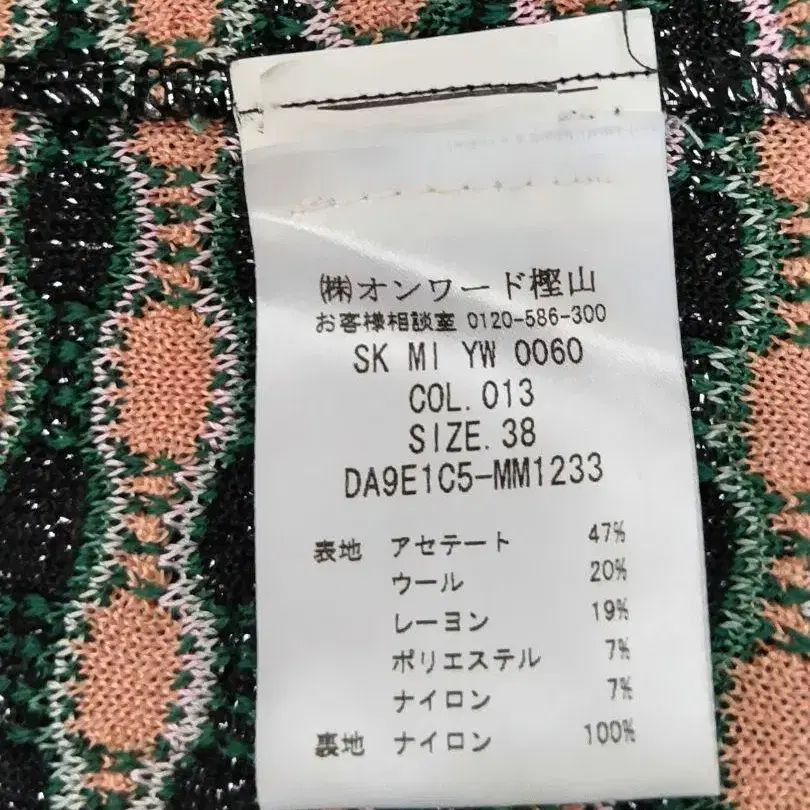 ㈱オンワード樫山
お客様相談室 0120-586-300
SK MI YW 0060
COL. 013
SIZE. 38
DA9E1C5-MM1233
表地 アセテート 47%
ウール 20%
レーヨン 19%
ポリエステル 7%
ナイロン 7%
裏地 ナイロン 100%